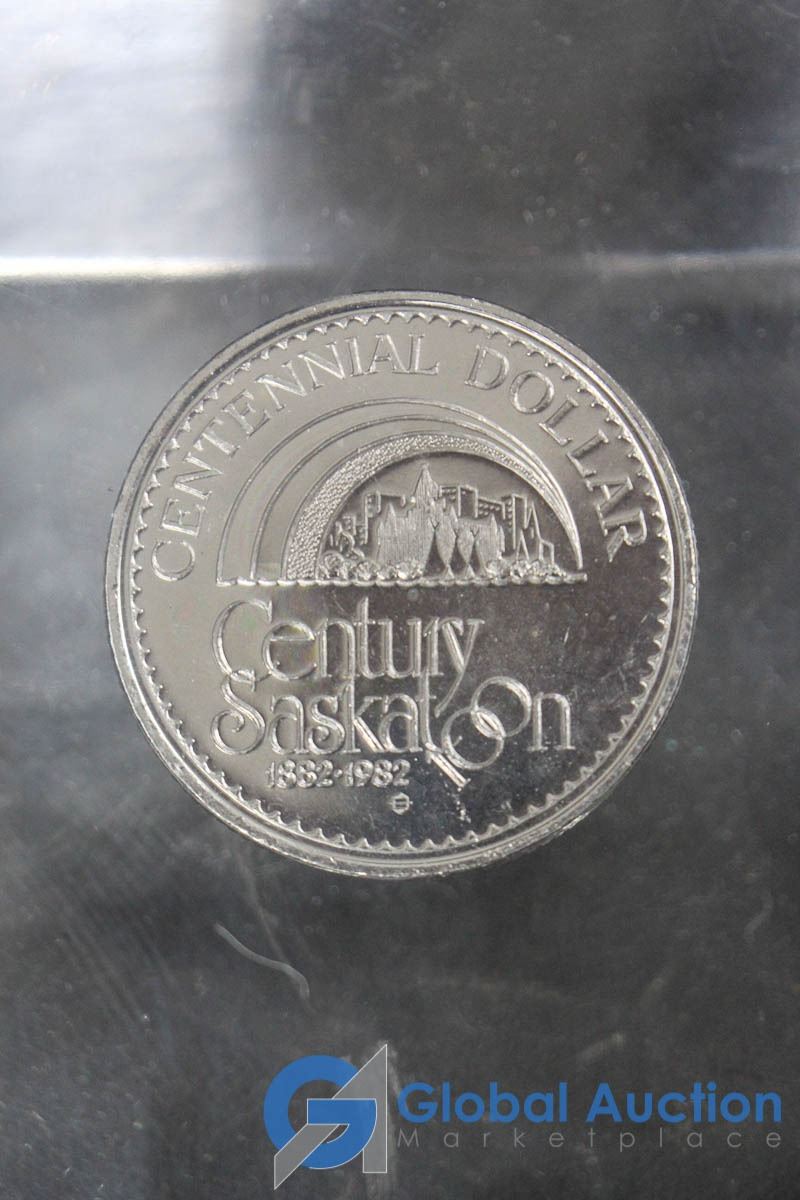 CENTENNIAL DOLLAR
Century
Saskatoon
1882·1982
Global Auction
Marketplace